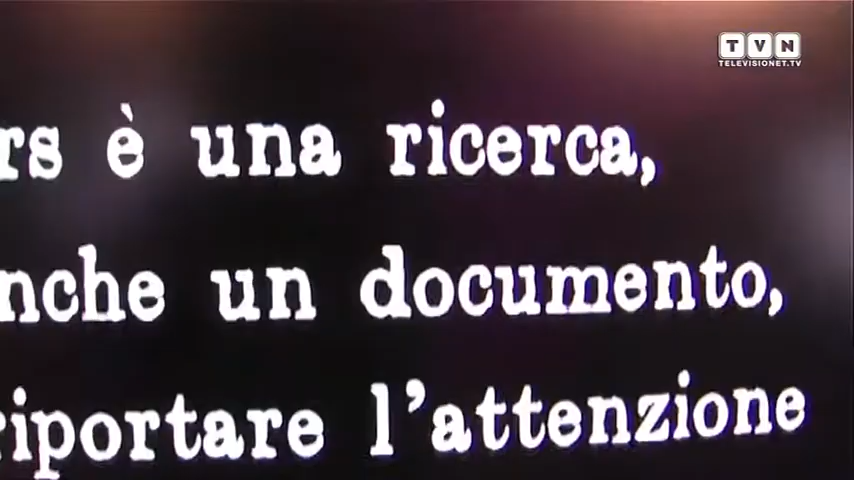 TVN
TELEVISIONET.TV
rs è una ricerca,
nche un documento,
riportare l'attenzione